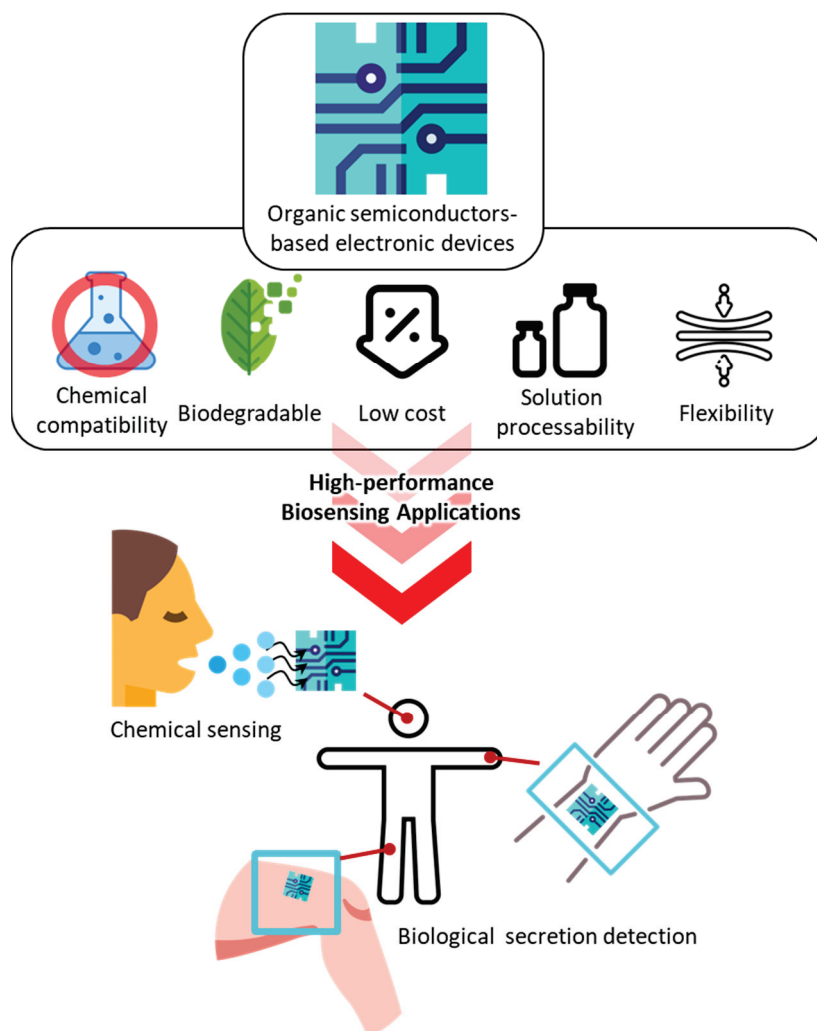 Organic semiconductors-
based electronic devices
Chemical
compatibility
Biodegradable
Low cost
Solution
processability
Flexibility
High-performance
Biosensing Applications
Chemical sensing
Biological secretion detection